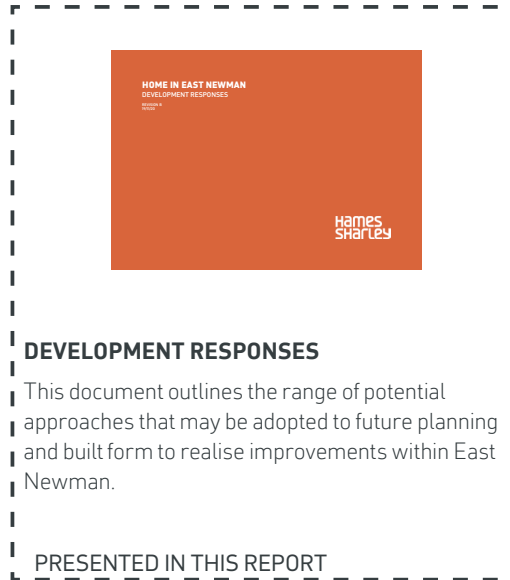 HOME IN EAST NEWMAN
DEVELOPMENT RESPONSES
Hames
SHarLey
DEVELOPMENT RESPONSES
This document outlines the range of potential
approaches that may be adopted to future planning
and built form to realise improvements within East
Newman.
PRESENTED IN THIS REPORT